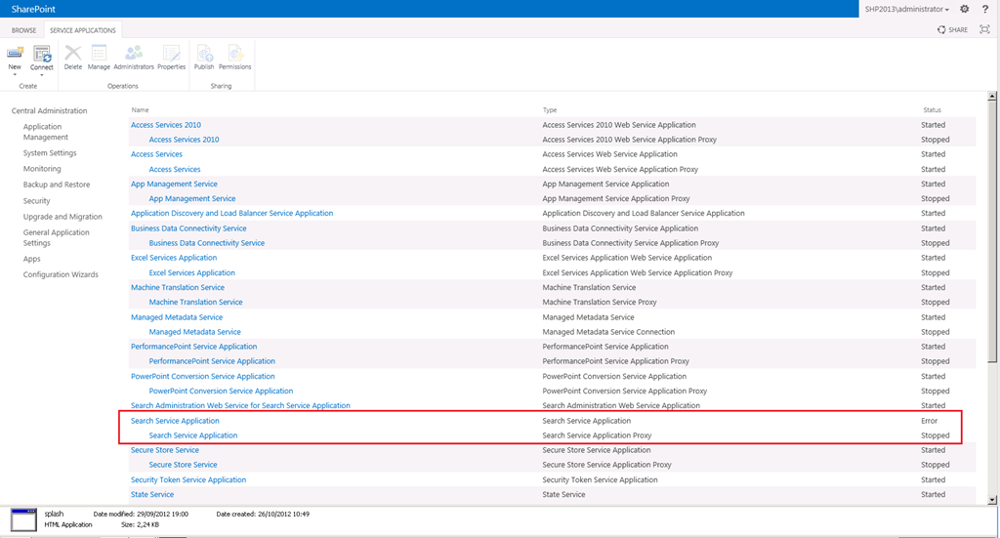 SharePoint SHP2013\administrator ?
BROWSE SERVICE APPLICATIONS SHARE
New Connect Delete Manage Administrators Properties Publish Permissions
Create Operations Sharing
Central Administration
Application
Management
System Settings
Monitoring
Backup and Restore
Security
Upgrade and Migration
General Application
Settings
Apps
Configuration Wizards
Name Type Status
Access Services 2010 Access Services 2010 Web Service Application Started
Access Services 2010 Access Services 2010 Web Service Application Proxy Stopped
Access Services Access Services Web Service Application Started
Access Services Access Services Web Service Application Proxy Stopped
App Management Service App Management Service Application Started
App Management Service App Management Service Application Proxy Stopped
Application Discovery and Load Balancer Service Application Application Discovery and Load Balancer Service Application Started
Business Data Connectivity Service Business Data Connectivity Service Application Started
Business Data Connectivity Service Business Data Connectivity Service Application Proxy Stopped
Excel Services Application Excel Services Application Web Service Application Started
Excel Services Application Excel Services Application Web Service Application Proxy Stopped
Machine Translation Service Machine Translation Service Started
Machine Translation Service Machine Translation Service Proxy Stopped
Managed Metadata Service Managed Metadata Service Started
Managed Metadata Service Managed Metadata Service Connection Stopped
PerformancePoint Service Application PerformancePoint Service Application Started
PerformancePoint Service Application PerformancePoint Service Application Proxy Stopped
PowerPoint Conversion Service Application PowerPoint Conversion Service Application Started
PowerPoint Conversion Service Application PowerPoint Conversion Service Application Proxy Stopped
Search Administration Web Service for Search Service Application Search Administration Web Service Application Started
Search Service Application Search Service Application Error
Search Service Application Search Service Application Proxy Stopped
Secure Store Service Secure Store Service Application Started
Secure Store Service Secure Store Service Application Proxy Stopped
Security Token Service Application Security Token Service Application Started
State Service State Service Started
splash Date modified: 29/09/2012 19:00 Date created: 26/10/2012 10:49
HTML Application Size: 2,24 KB